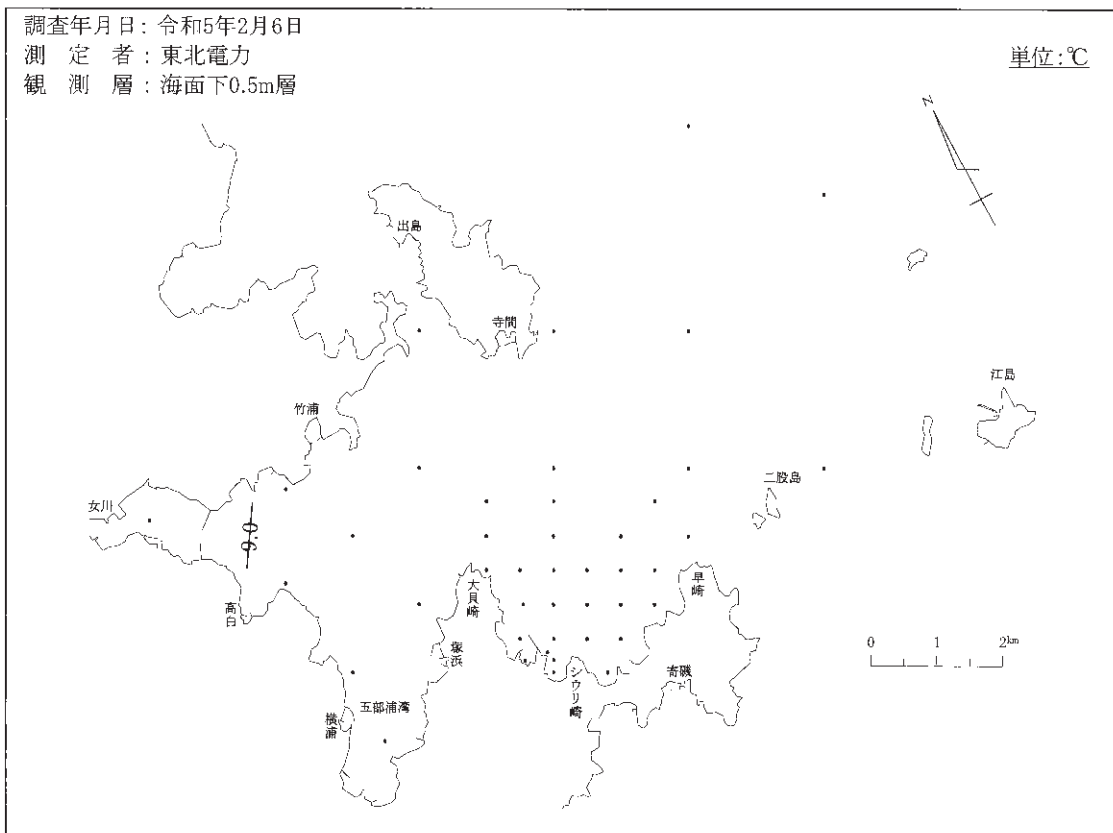 調査年月日：令和5年2月6日
測　定　者：東北電力
観　測　層：海面下0.5m層
単位：℃
N
出島
寺間
江島
竹浦
二股島
女川
9.0
大貝崎
早崎
高白
塚浜
シウリ崎
寄磯
横浦
五部浦湾
0 1 2km